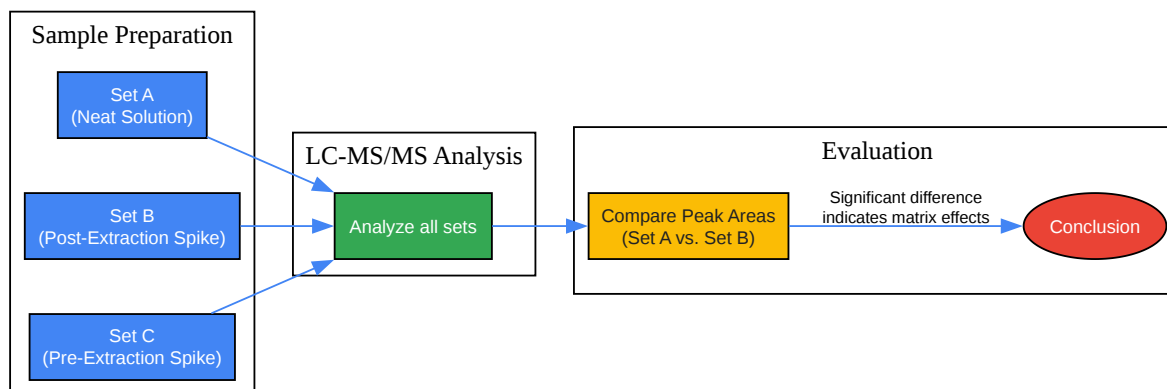 Sample Preparation
Set A
(Neat Solution)
Set B
(Post-Extraction Spike)
Set C
(Pre-Extraction Spike)
LC-MS/MS Analysis
Analyze all sets
Evaluation
Compare Peak Areas
(Set A vs. Set B)
Significant difference
indicates matrix effects
Conclusion